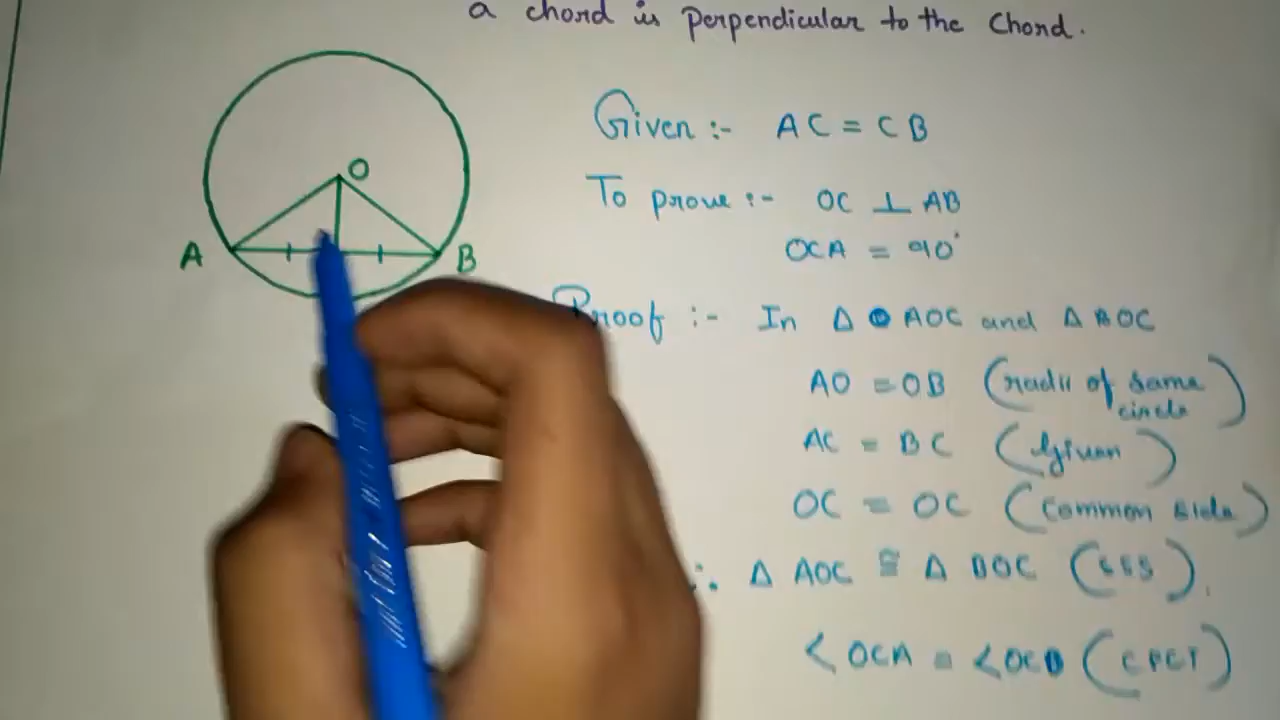 a chord is perpendicular to the Chord.
Given :- AC = CB
To prove :- OC ⊥ AB
OCA = 90°
Proof :- In Δ AOC and Δ BOC
AO = OB (radii of same
circle)
AC = BC (Given)
OC = OC (Common side)
∴ Δ AOC ≅ Δ BOC (SSS).
<OCA = <OCB (CPCT)
O
A
B